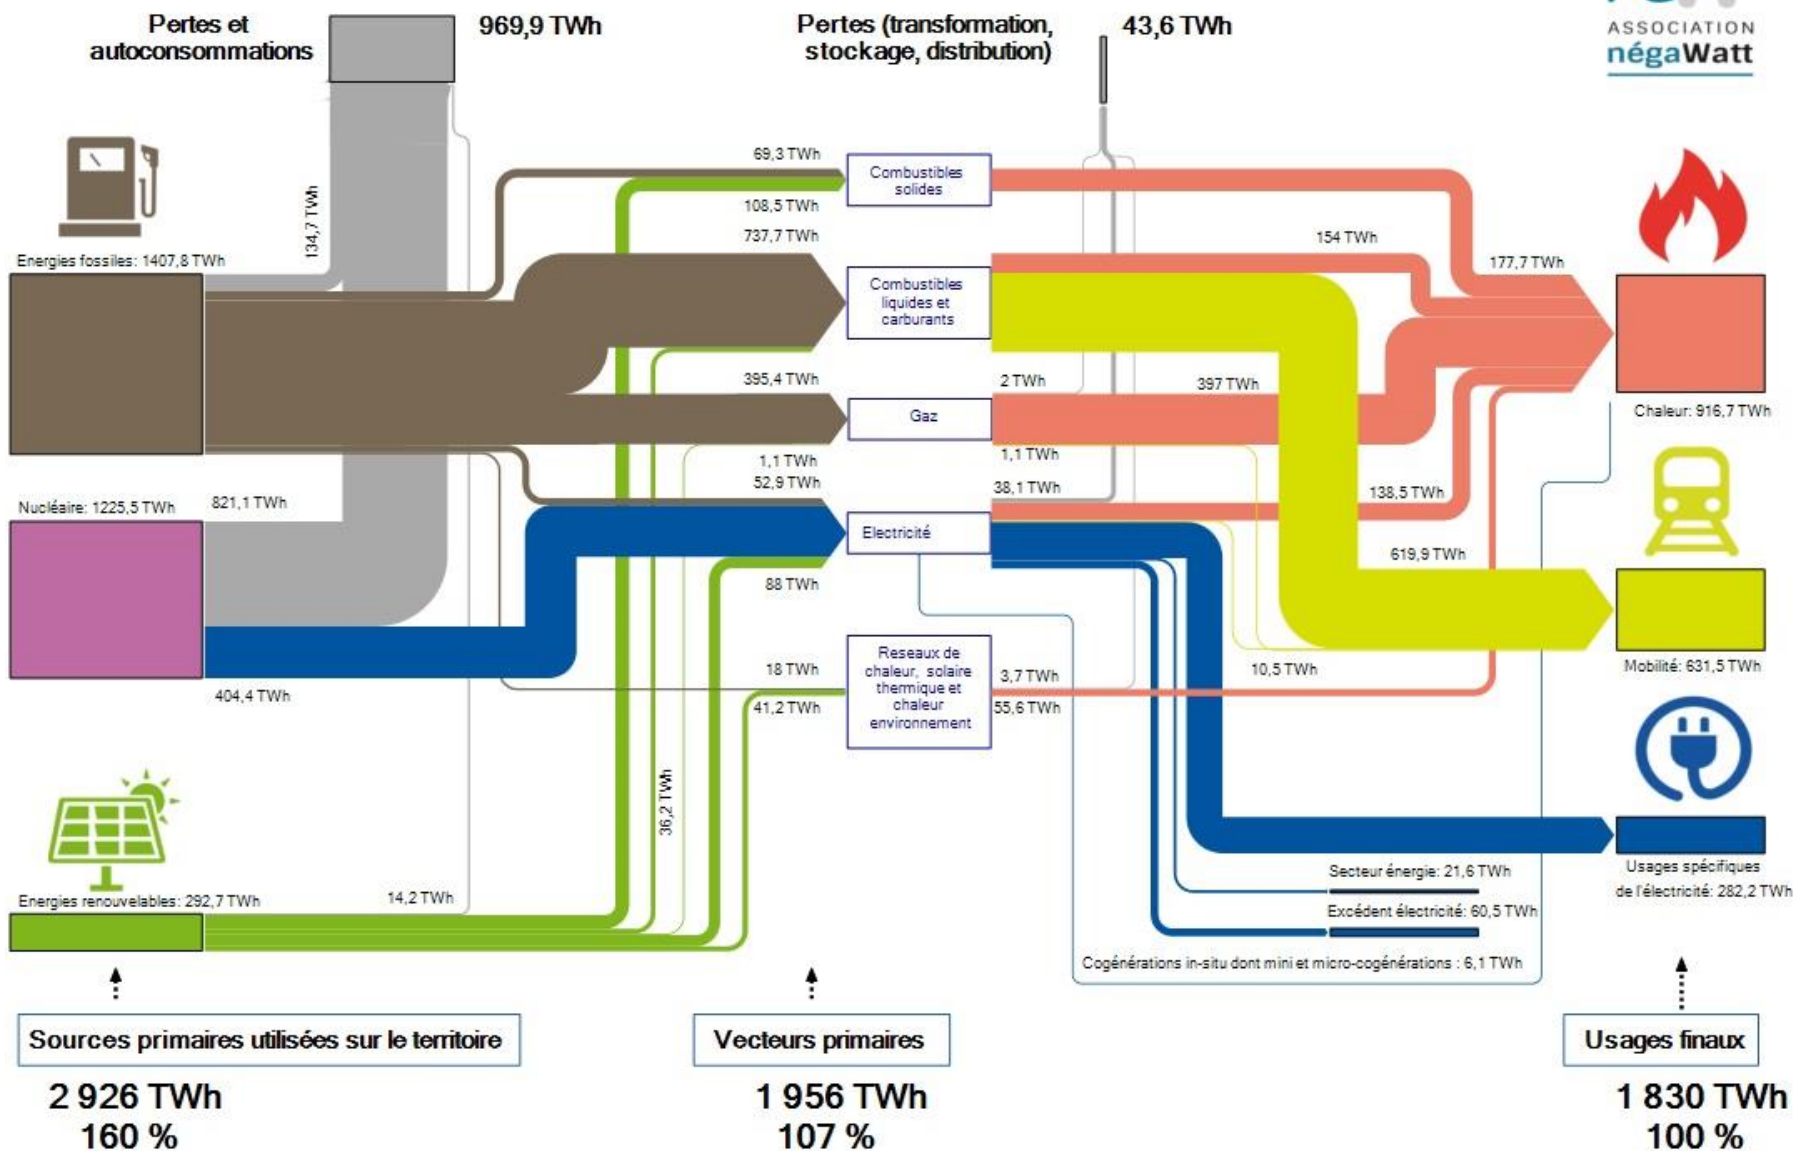 Pertes et
autoconsommations
969,9 TWh
Pertes (transformation,
stockage, distribution)
43,6 TWh
ASSOCIATION
négaWatt
134,7 TWh
69,3 TWh
108,5 TWh
737,7 TWh
Combustibles
solides
154 TWh
177,7 TWh
Energies fossiles: 1407,8 TWh
Combustibles
liquides et
carburants
395,4 TWh
Gaz
2 TWh
397 TWh
Chaleur: 916,7 TWh
1,1 TWh
52,9 TWh
1,1 TWh
38,1 TWh
138,5 TWh
Nucléaire: 1225,5 TWh
821,1 TWh
Electricité
619,9 TWh
88 TWh
404,4 TWh
18 TWh
41,2 TWh
Reseaux de
chaleur, solaire
thermique et
chaleur
environnement
3,7 TWh
55,6 TWh
10,5 TWh
Mobilité: 631,5 TWh
36,2 TWh
Energies renouvelables: 292,7 TWh
14,2 TWh
Secteur énergie: 21,6 TWh
Excédent électricité: 60,5 TWh
Usages spécifiques
de l'électricité: 282,2 TWh
Cogénérations in-situ dont mini et micro-cogénérations : 6,1 TWh
Sources primaires utilisées sur le territoire
2 926 TWh
160 %
Vecteurs primaires
1 956 TWh
107 %
Usages finaux
1 830 TWh
100 %